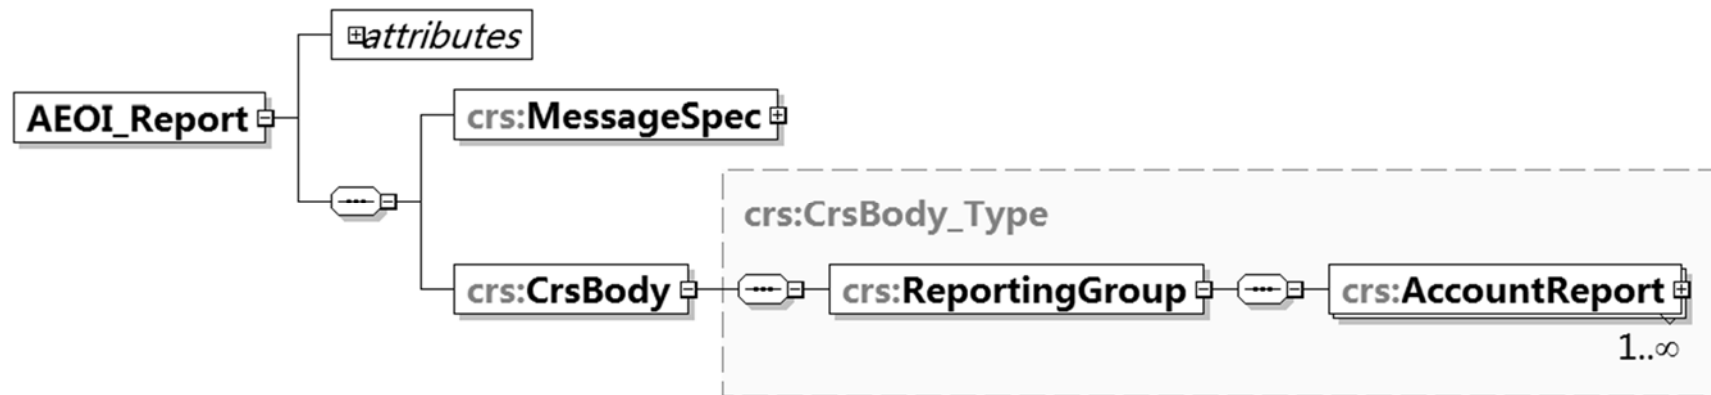 attributes
AEOI_Report
crs:MessageSpec
crs:CrsBody_Type
crs:CrsBody
crs:ReportingGroup
crs:AccountReport
1..∞